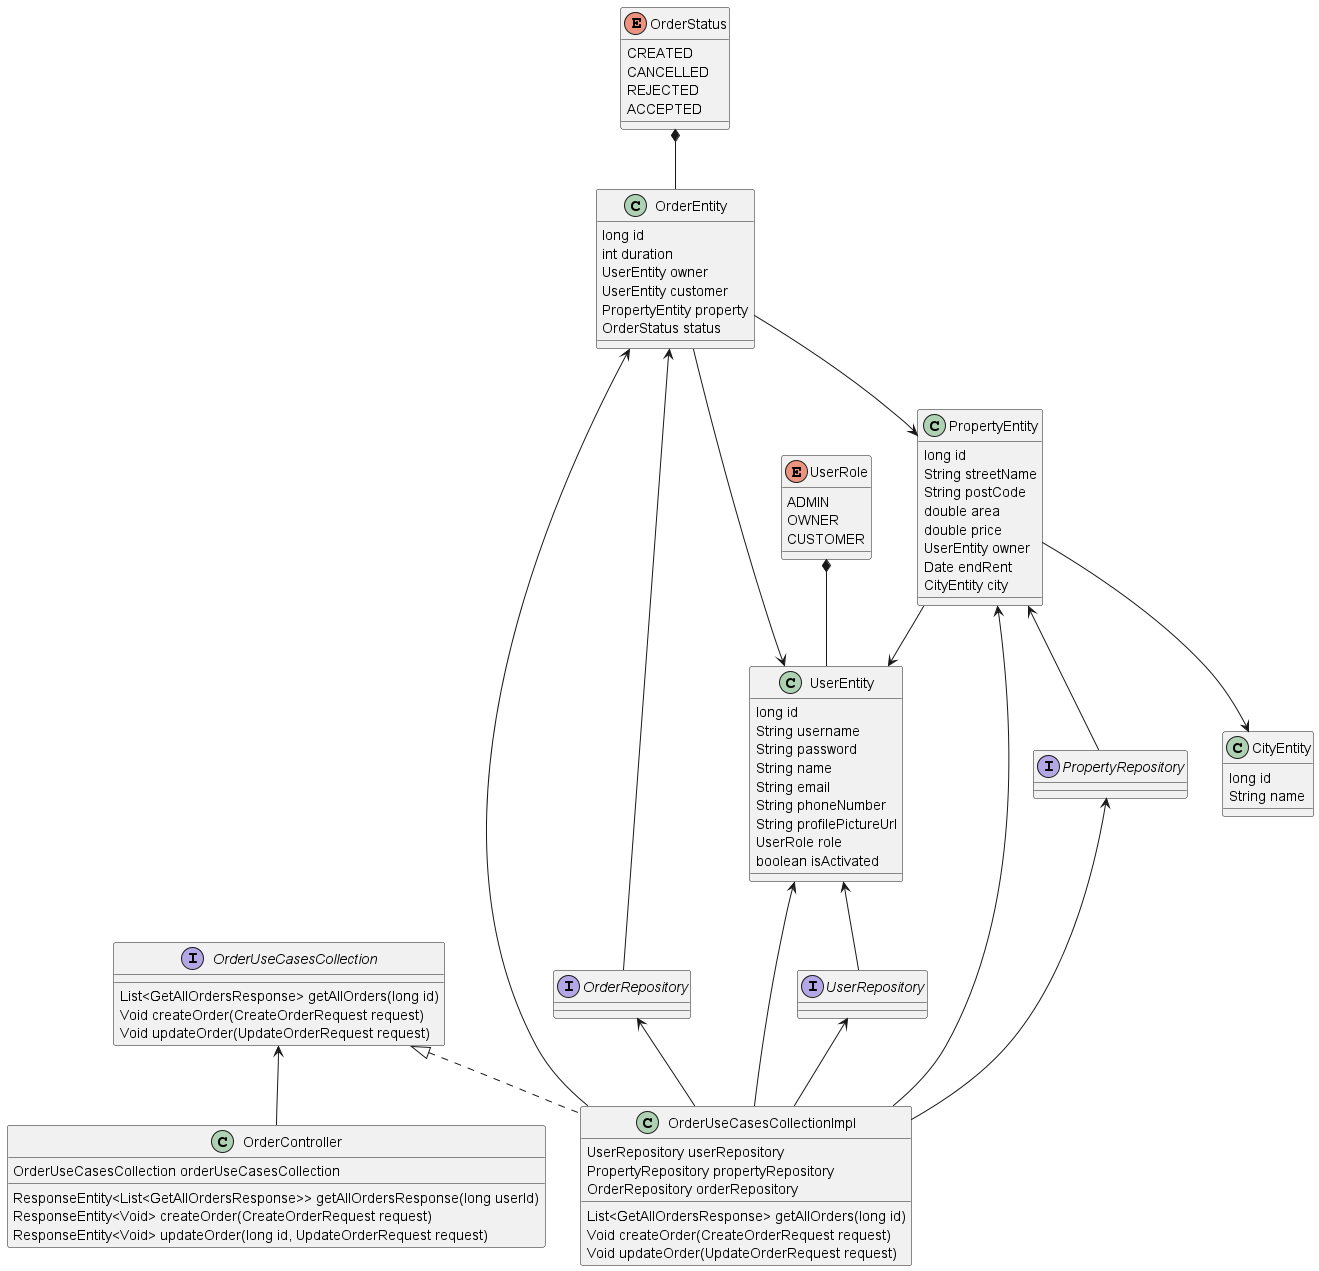 E OrderStatus
CREATED
CANCELLED
REJECTED
ACCEPTED
C OrderEntity
long id
int duration
UserEntity owner
UserEntity customer
PropertyEntity property
OrderStatus status
C PropertyEntity
long id
String streetName
String postCode
double area
double price
UserEntity owner
Date endRent
CityEntity city
E UserRole
ADMIN
OWNER
CUSTOMER
C UserEntity
long id
String username
String password
String name
String email
String phoneNumber
String profilePictureUrl
UserRole role
boolean isActivated
I PropertyRepository
C CityEntity
long id
String name
I OrderUseCasesCollection
List<GetAllOrdersResponse> getAllOrders(long id)
Void createOrder(CreateOrderRequest request)
Void updateOrder(UpdateOrderRequest request)
I OrderRepository
I UserRepository
C OrderController
OrderUseCasesCollection orderUseCasesCollection
ResponseEntity<List<GetAllOrdersResponse>> getAllOrdersResponse(long userId)
ResponseEntity<Void> createOrder(CreateOrderRequest request)
ResponseEntity<Void> updateOrder(long id, UpdateOrderRequest request)
C OrderUseCasesCollectionImpl
UserRepository userRepository
PropertyRepository propertyRepository
OrderRepository orderRepository
List<GetAllOrdersResponse> getAllOrders(long id)
Void createOrder(CreateOrderRequest request)
Void updateOrder(UpdateOrderRequest request)